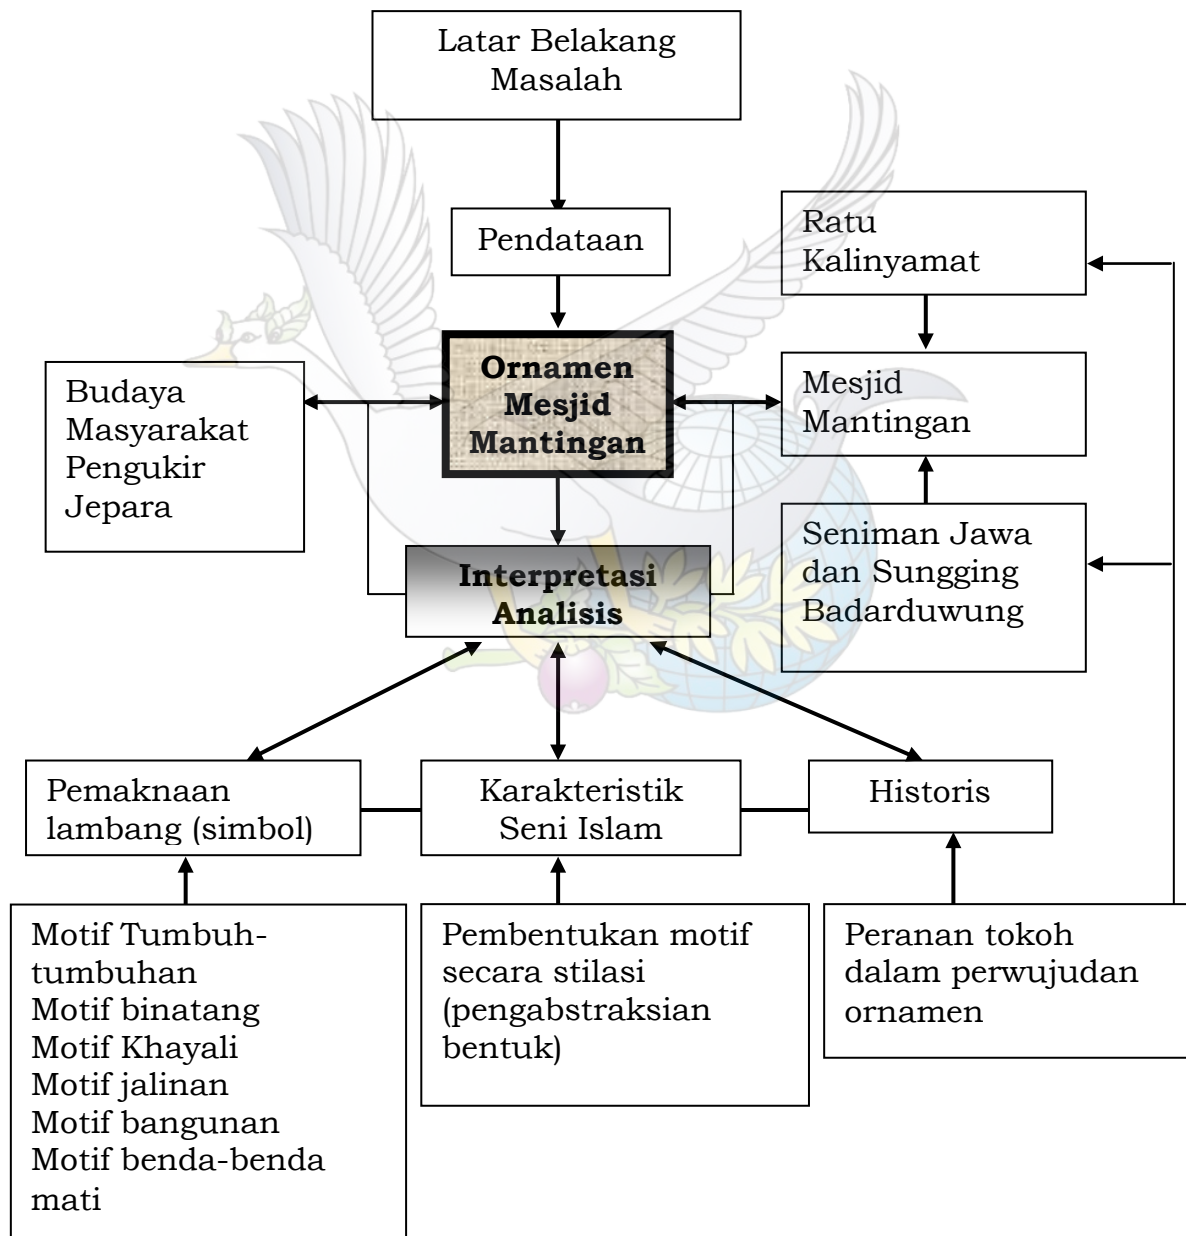 Latar Belakang
Masalah
Pendataan
Ratu
Kalinyamat
Ornamen
Mesjid
Mantingan
Budaya
Masyarakat
Pengukir
Jepara
Mesjid
Mantingan
Seniman Jawa
dan Sungging
Badarduwung
Interpretasi
Analisis
Pemaknaan
lambang (simbol)
Karakteristik
Seni Islam
Historis
Motif Tumbuh-
tumbuhan
Motif binatang
Motif Khayali
Motif jalinan
Motif bangunan
Motif benda-benda
mati
Pembentukan motif
secara stilasi
(pengabstraksian
bentuk)
Peranan tokoh
dalam perwujudan
ornamen